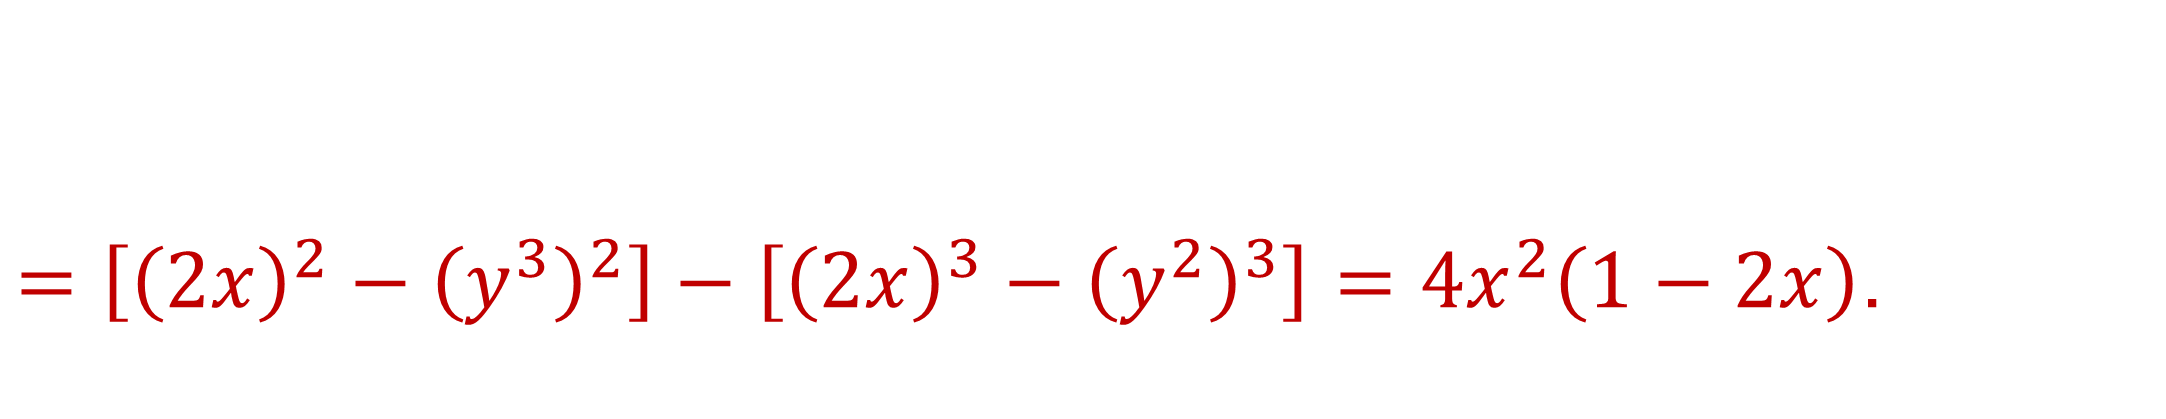 = [(2x)² − (y³)²] − [(2x)³ − (y²)³] = 4x²(1 − 2x).